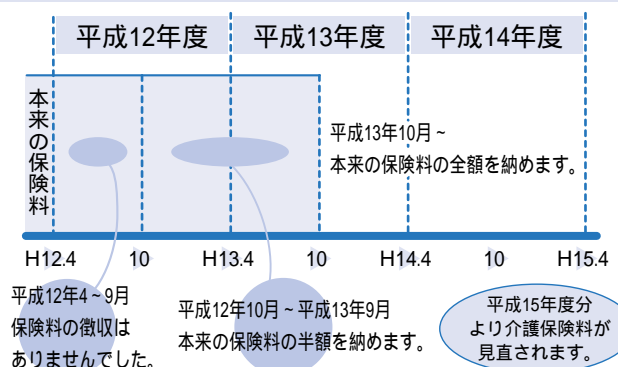 平成12年度
平成13年度
平成14年度
本来の保険料
平成13年10月~
本来の保険料の全額を納めます。
H12.4
10
H13.4
10
H14.4
10
H15.4
平成12年4~9月
保険料の徴収は
ありませんでした。
平成12年10月~平成13年9月
本来の保険料の半額を納めます。
平成15年度分
より介護保険料が
見直されます。